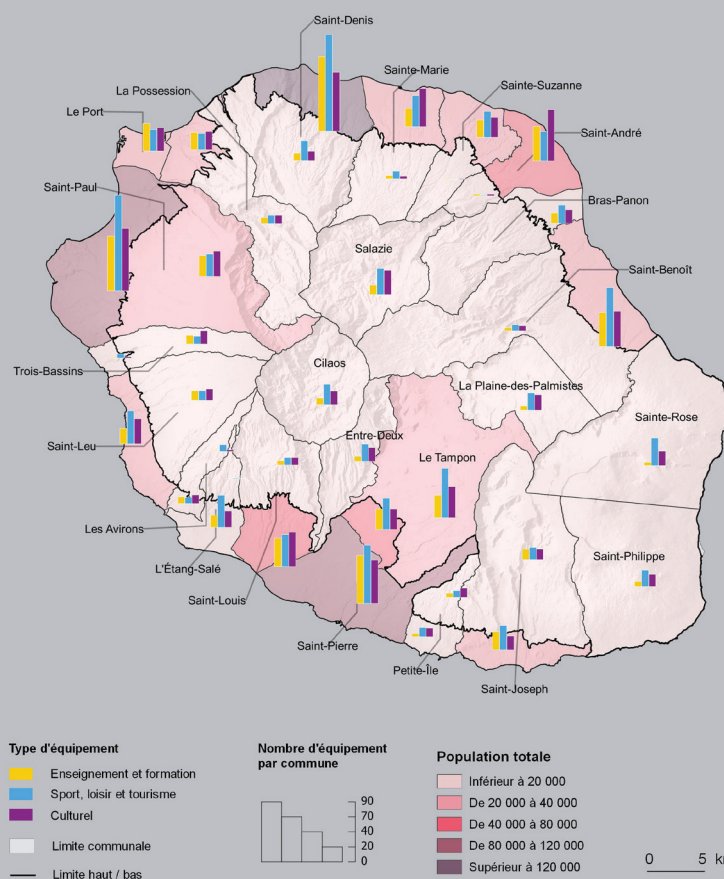 Saint-Denis
Sainte-Marie
La Possession
Sainte-Suzanne
Le Port
Saint-André
Saint-Paul
Bras-Panon
Salazie
Saint-Benoît
Trois-Bassins
Cilaos
La Plaine-des-Palmistes
Sainte-Rose
Saint-Leu
Entre-Deux
Le Tampon
Les Avirons
Saint-Philippe
L'Étang-Salé
Saint-Louis
Saint-Pierre
Petite-Île
Saint-Joseph
Type d'équipement
Enseignement et formation
Sport, loisir et tourisme
Culturel
Limite communale
Limite haut / bas
Nombre d'équipement
par commune
90
70
40
20
0
Population totale
Inférieur à 20 000
De 20 000 à 40 000
De 40 000 à 80 000
De 80 000 à 120 000
Supérieur à 120 000
0 5